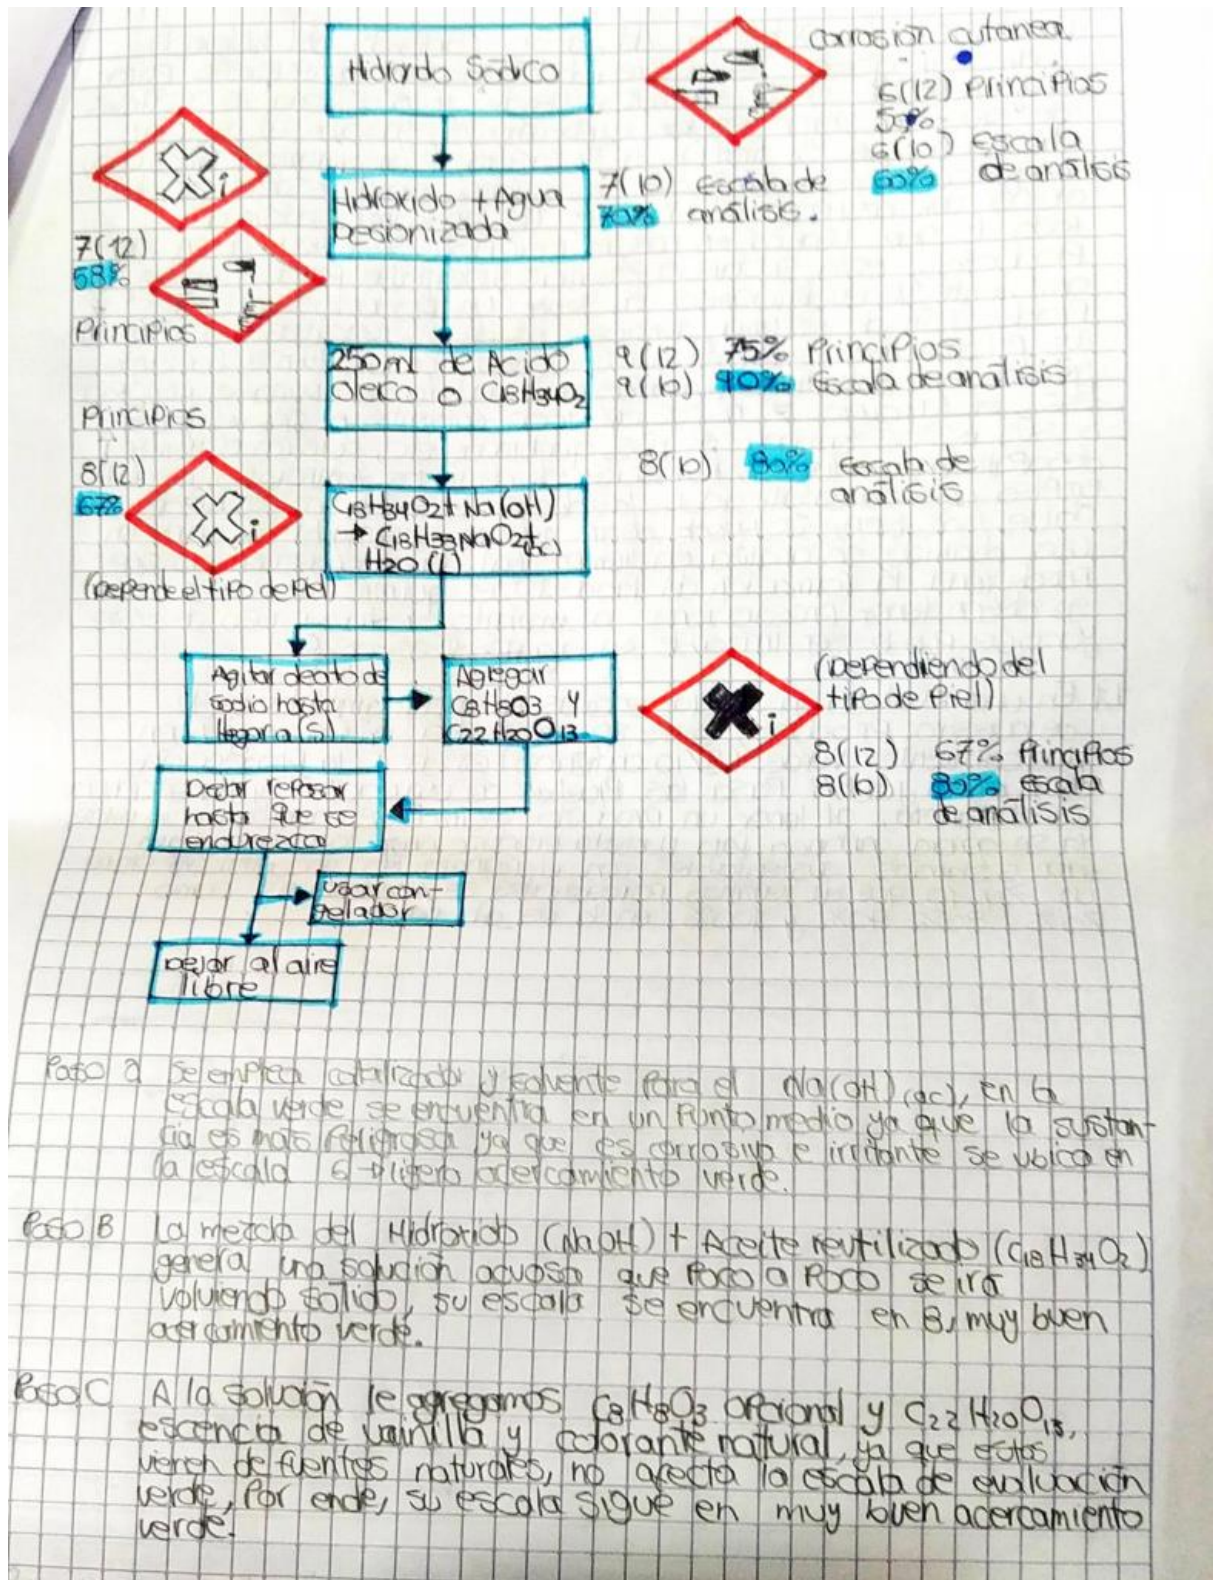 Hidroxido Sódico
corrosión cutanea.
6(12) Principios
50%
6(10) Escala
60% de análisis
Hidroxido + Agua
Desionizada
7(10) Escala de
70% análisis.
i
7(12)
58%
Principios
250ml de Acido
Oleico o C18H34O2
9(12) 75% Principios
9(10) 90% Escala de análisis
Principios
8(12)
67%
i
(Depende el tipo de Piel)
C18H34O2+ Na(OH)
→ C18H33NaO2+
H2O (L)
8(10) 80% Escala de
análisis
Agitar oleato de
sodio hasta
llegar a (S)
Agregar
C8H8O3 y
C22H20O13
i
(Dependiendo del
tipo de Piel)
8(12) 67% Principios
8(10) 80% escala
de análisis
Dejar reposar
hasta que se
endurezca
usar con-
gelador
Dejar al aire
libre
Paso a Se emplea catalizador y solvente para el Na(OH)(ac), en la
escala verde se encuentra en un Punto medio ya que la sustan-
cia es mas Peligrosa ya que es corrosivo e irritante se ubica en
la escala 6→ligero acercamiento verde.
Paso B La mezcla del Hidroxido (NaOH) + Aceite reutilizado (C18H34O2)
genera una solución acuosa que Poco a Poco se ira
volviendo sólido, su escala se encuentra en 8, muy buen
acercamiento verde.
Paso C A la solución le agregamos C8H8O3 opcional y C22H20O13,
escencia de vainilla y colorante natural, ya que estos
vienen de fuentes naturales, no afecta la escala de evaluación
verde, Por ende, su escala sigue en muy buen acercamiento
verde.